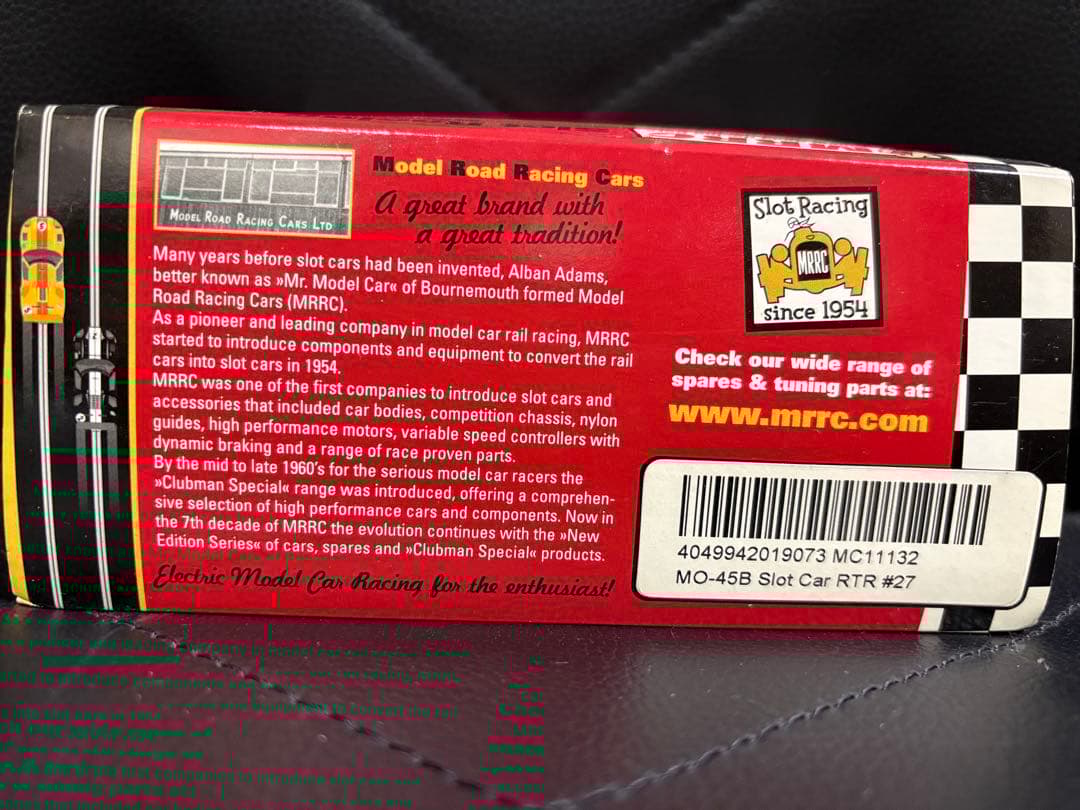 MODEL ROAD RACING CARS LTD
Model Road Racing Cars
A great brand with
a great tradition!
Many years before slot cars had been invented, Alban Adams,
better known as »Mr. Model Car« of Bournemouth formed Model
Road Racing Cars (MRRC).
As a pioneer and leading company in model car rail racing, MRRC
started to introduce components and equipment to convert the rail
cars into slot cars in 1954.
MRRC was one of the first companies to introduce slot cars and
accessories that included car bodies, competition chassis, nylon
guides, high performance motors, variable speed controllers with
dynamic braking and a range of race proven parts.
By the mid to late 1960's for the serious model car racers the
»Clubman Special« range was introduced, offering a comprehen-
sive selection of high performance cars and components. Now in
the 7th decade of MRRC the evolution continues with the »New
Edition Series« of cars, spares and »Clubman Special« products.
Electric Model Car Racing for the enthusiast!
Slot Racing
MRRC
since 1954
Check our wide range of
spares & tuning parts at:
www.mrrc.com
4049942019073 MC11132
MO-45B Slot Car RTR #27